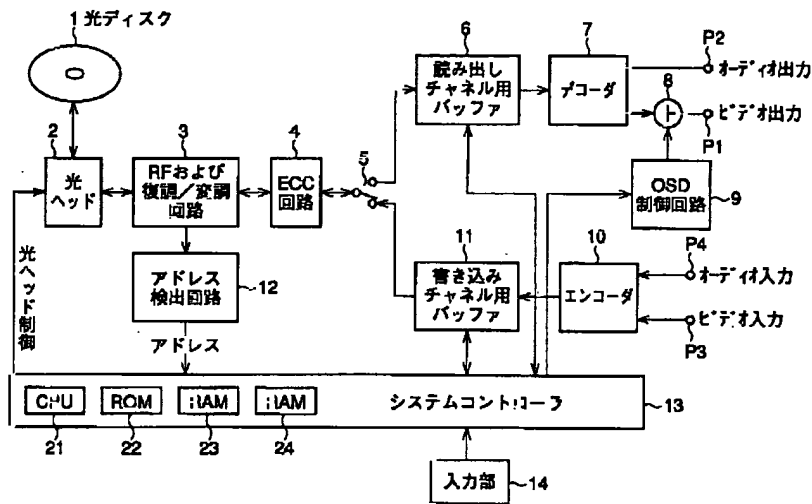 1 光ディスク
2
光
ヘッド
3
RFおよび
復調／変調
回路
4
ECC
回路
5
6
読み出し
チャネル用
バッファ
7
デコーダ
P2
オーディオ出力
8
ビデオ出力
P1
OSD
制御回路
9
アドレス
検出回路
12
アドレス
光ヘッド制御
11
書き込み
チャネル用
バッファ
10
エンコーダ
P4
オーディオ入力
ビデオ入力
P3
CPU
ROM
RAM
RAM
システムコントローラ
13
21
22
23
24
入力部
14